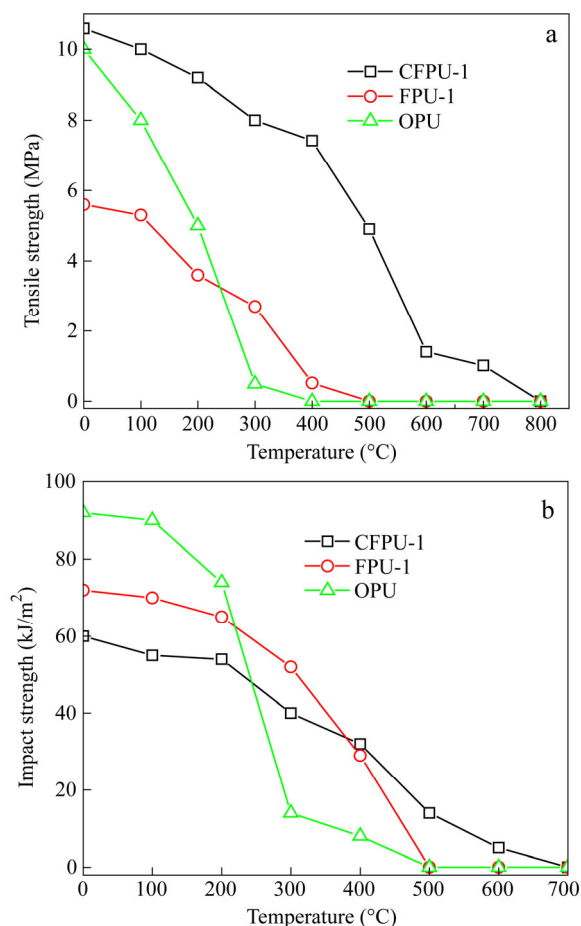 a
10
8
6
4
2
0
Tensile strength (MPa)
CFPU-1
FPU-1
OPU
0 100 200 300 400 500 600 700 800
Temperature (°C)
b
100
80
60
40
20
0
Impact strength (kJ/m²)
CFPU-1
FPU-1
OPU
0 100 200 300 400 500 600 700
Temperature (°C)